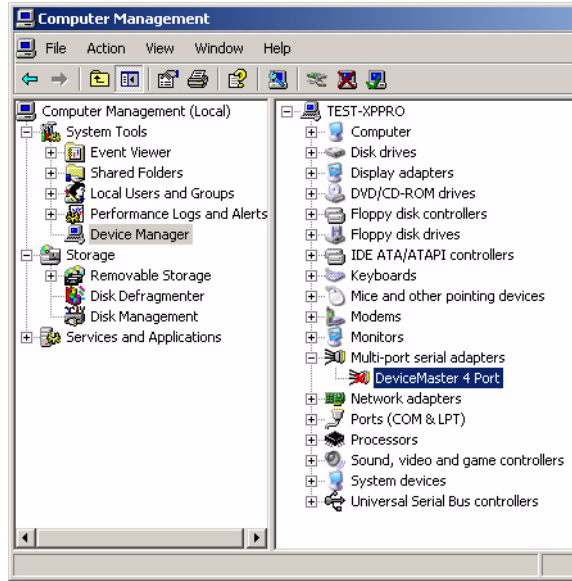 Computer Management
File Action View Window Help
Computer Management (Local)
System Tools
Event Viewer
Shared Folders
Local Users and Groups
Performance Logs and Alerts
Device Manager
Storage
Removable Storage
Disk Defragmenter
Disk Management
Services and Applications
TEST-XPPRO
Computer
Disk drives
Display adapters
DVD/CD-ROM drives
Floppy disk controllers
Floppy disk drives
IDE ATA/ATAPI controllers
Keyboards
Mice and other pointing devices
Modems
Monitors
Multi-port serial adapters
DeviceMaster 4 Port
Network adapters
Ports (COM & LPT)
Processors
Sound, video and game controllers
System devices
Universal Serial Bus controllers